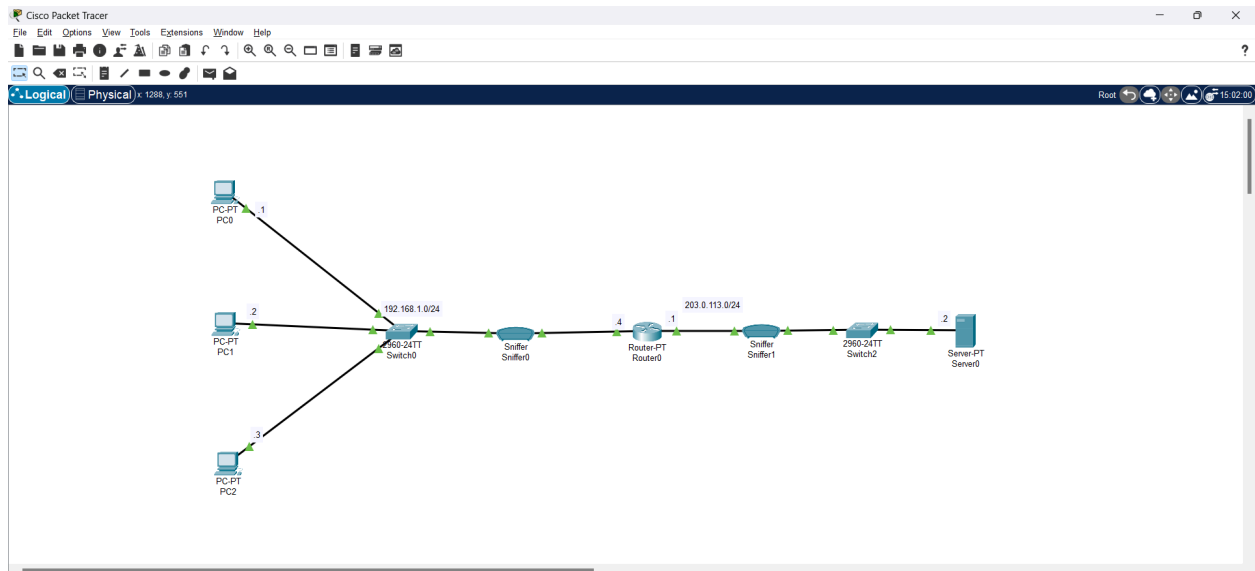 Cisco Packet Tracer
File Edit Options View Tools Extensions Window Help
?
Logical Physical x: 1288, y: 551 Root 15:02:00
PC-PT
PC0
.1
.2
PC-PT
PC1
.3
PC-PT
PC2
192.168.1.0/24
2960-24TT
Switch0
Sniffer
Sniffer0
.4
Router-PT
Router0
.1
203.0.113.0/24
Sniffer
Sniffer1
2960-24TT
Switch2
.2
Server-PT
Server0